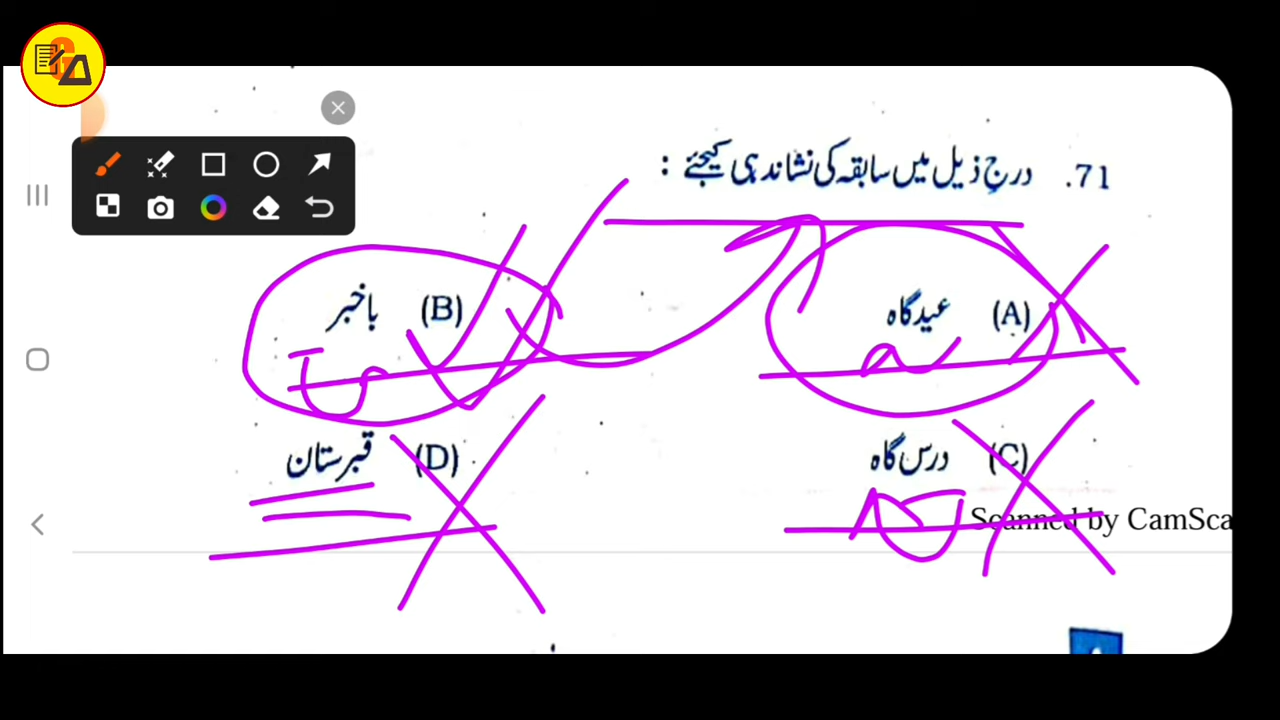 71. درجِ ذیل میں سابقہ کی نشاندہی کیجئے :
(A) عیدگاہ (B) باخبر
(C) درس گاہ (D) قبرستان
Scanned by CamSca